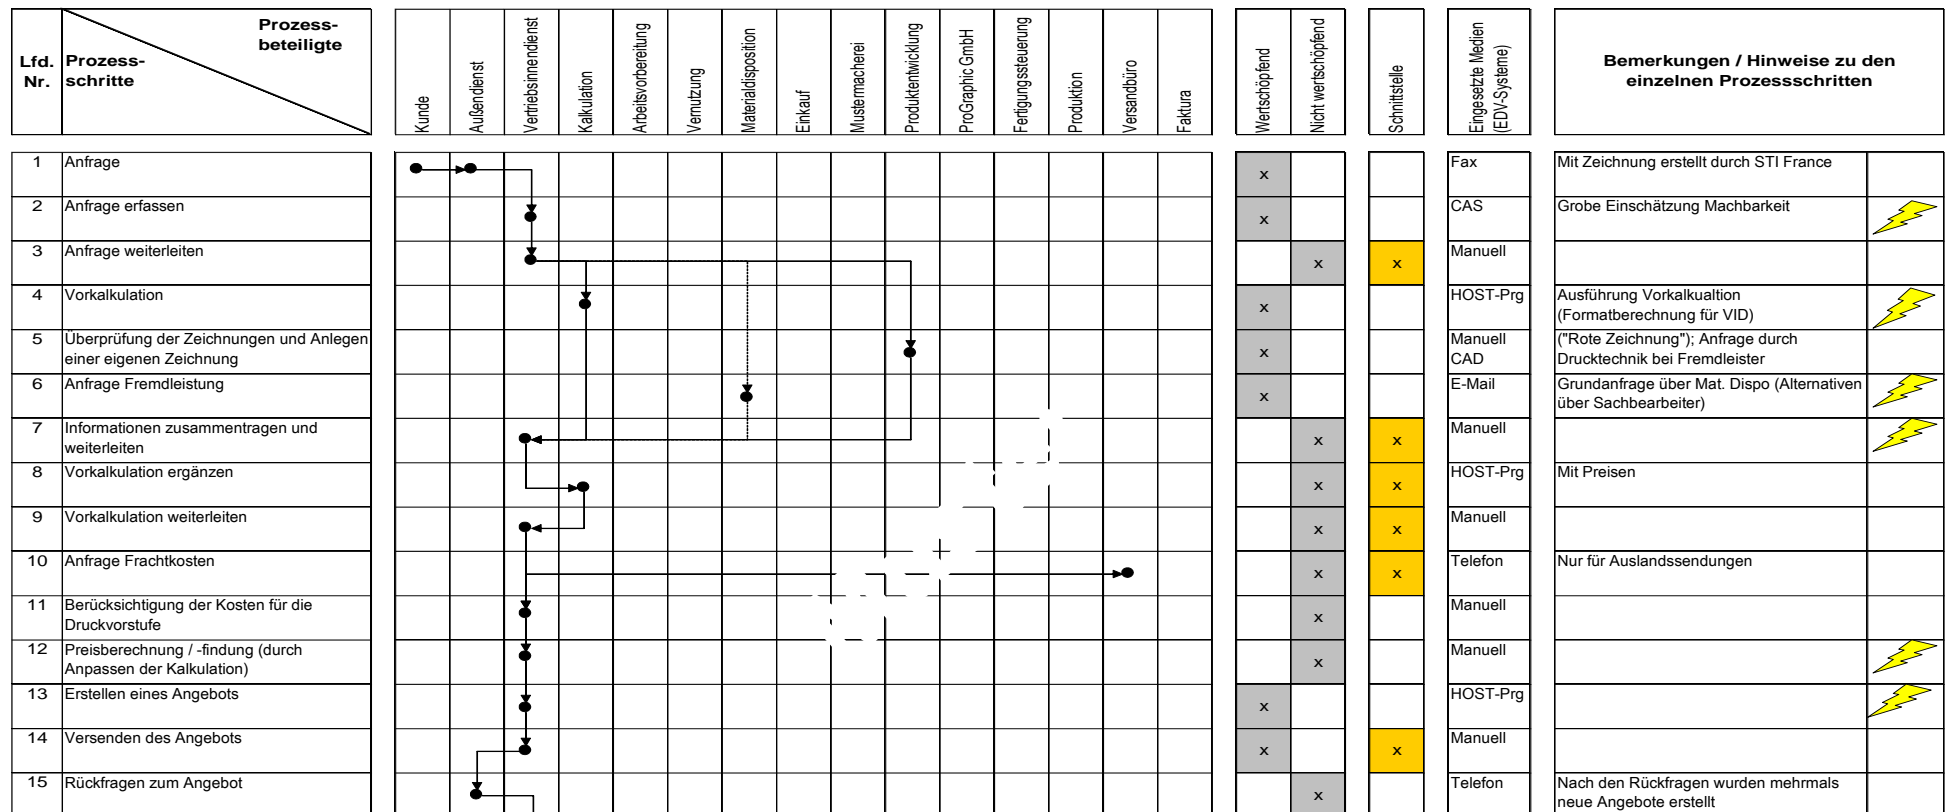 Prozess-
beteiligte
Lfd.
Nr.
Prozess-
schritte
Kunde
Außendienst
Vertriebsinnendienst
Kalkulation
Arbeitsvorbereitung
Vernutzung
Materialdisposition
Einkauf
Mustermacherei
Produktentwicklung
ProGraphic GmbH
Fertigungssteuerung
Produktion
Versandbüro
Faktura
Wertschöpfend
Nicht wertschöpfend
Schnittstelle
Eingesetzte Medien
(EDV-Systeme)
Bemerkungen / Hinweise zu den
einzelnen Prozessschritten
1 Anfrage x Fax Mit Zeichnung erstellt durch STI France
2 Anfrage erfassen x CAS Grobe Einschätzung Machbarkeit
3 Anfrage weiterleiten x x Manuell
4 Vorkalkulation x HOST-Prg Ausführung Vorkalkualtion
(Formatberechnung für VID)
5 Überprüfung der Zeichnungen und Anlegen x Manuell ("Rote Zeichnung"); Anfrage durch
einer eigenen Zeichnung CAD Drucktechnik bei Fremdleister
6 Anfrage Fremdleistung x E-Mail Grundanfrage über Mat. Dispo (Alternativen
über Sachbearbeiter)
7 Informationen zusammentragen und x x Manuell
weiterleiten
8 Vorkalkulation ergänzen x x HOST-Prg Mit Preisen
9 Vorkalkulation weiterleiten x x Manuell
10 Anfrage Frachtkosten x x Telefon Nur für Auslandssendungen
11 Berücksichtigung der Kosten für die x Manuell
Druckvorstufe
12 Preisberechnung / -findung (durch x Manuell
Anpassen der Kalkulation)
13 Erstellen eines Angebots x HOST-Prg
14 Versenden des Angebots x x Manuell
15 Rückfragen zum Angebot x Telefon Nach den Rückfragen wurden mehrmals
neue Angebote erstellt